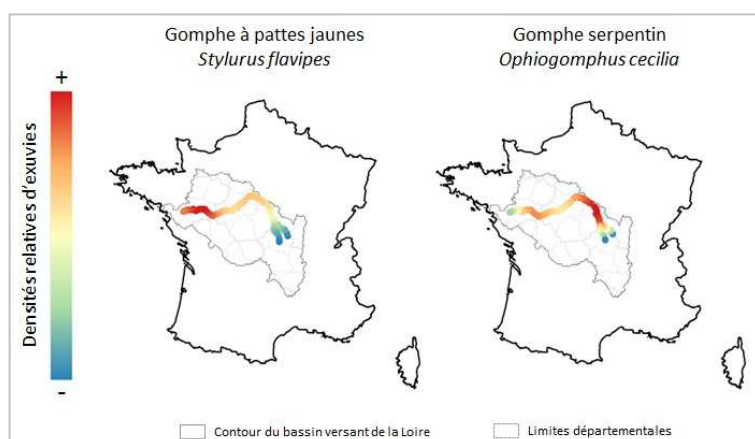 Gomphe à pattes jaunes
Stylurus flavipes
Gomphe serpentin
Ophiogomphus cecilia
+
Densités relatives d'exuvies
-
Contour du bassin versant de la Loire
Limites départementales